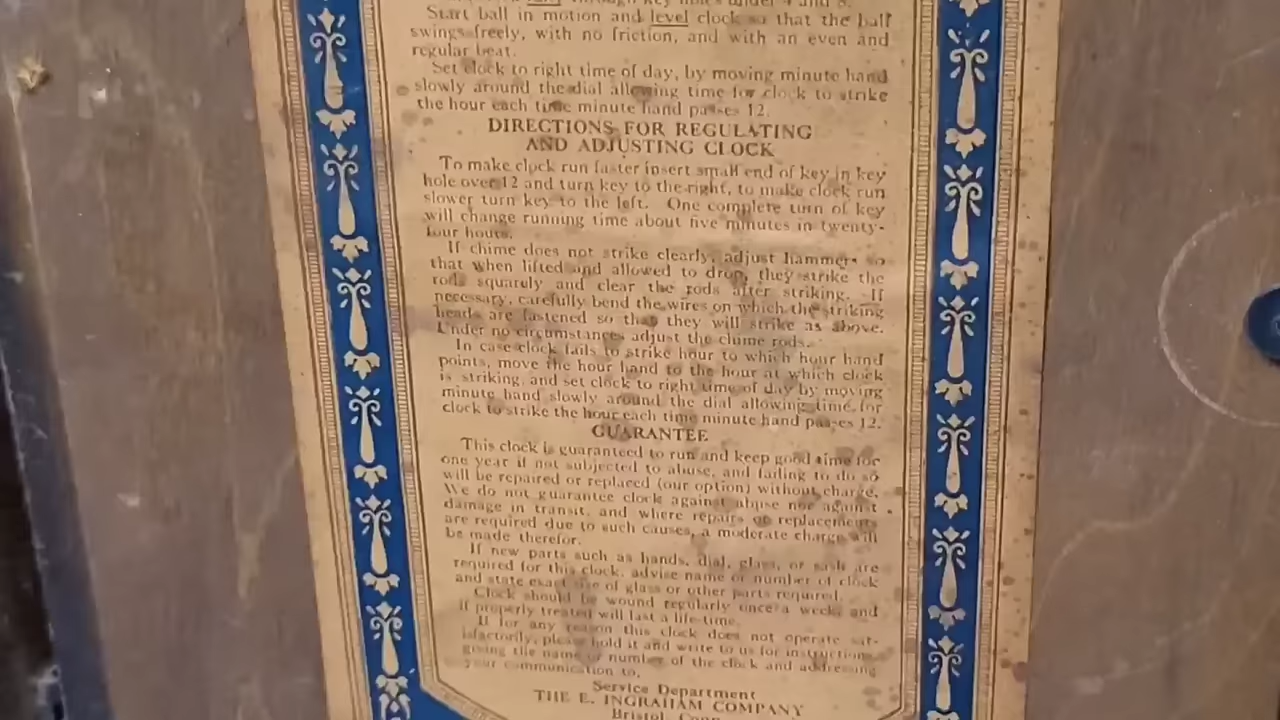 through key holes under 4 and 8.
Start ball in motion and level clock so that the ball
swings freely, with no friction, and with an even and
regular beat.
Set clock to right time of day, by moving minute hand
slowly around the dial allowing time for clock to strike
the hour each time minute hand passes 12.
DIRECTIONS FOR REGULATING
AND ADJUSTING CLOCK
To make clock run faster insert small end of key in key
hole over 12 and turn key to the right, to make clock run
slower turn key to the left. One complete turn of key
will change running time about five minutes in twenty-
four hours.
If chime does not strike clearly, adjust hammers so
that when lifted and allowed to drop, they strike the
rods squarely and clear the rods after striking. If
necessary, carefully bend the wires on which the striking
heads are fastened so that they will strike as above.
Under no circumstances adjust the chime rods.
In case clock fails to strike hour to which hour hand
points, move the hour hand to the hour at which clock
is striking, and set clock to right time of day by moving
minute hand slowly around the dial allowing time for
clock to strike the hour each time minute hand passes 12.
GUARANTEE
This clock is guaranteed to run and keep good time for
one year if not subjected to abuse, and failing to do so
will be repaired or replaced (our option) without charge.
We do not guarantee clock against abuse nor against
damage in transit, and where repairs or replacements
are required due to such causes, a moderate charge will
be made therefor.
If new parts such as hands, dial, glass, or sash are
required for this clock, advise name or number of clock
and state exact size of glass or other parts required.
Clock should be wound regularly once a week and
if properly treated will last a life-time.
If for any reason this clock does not operate sat-
isfactorily, please hold it and write to us for instructions,
giving the name or number of the clock and addressing
your communication to,
Service Department
THE E. INGRAHAM COMPANY
Bristol, Conn.